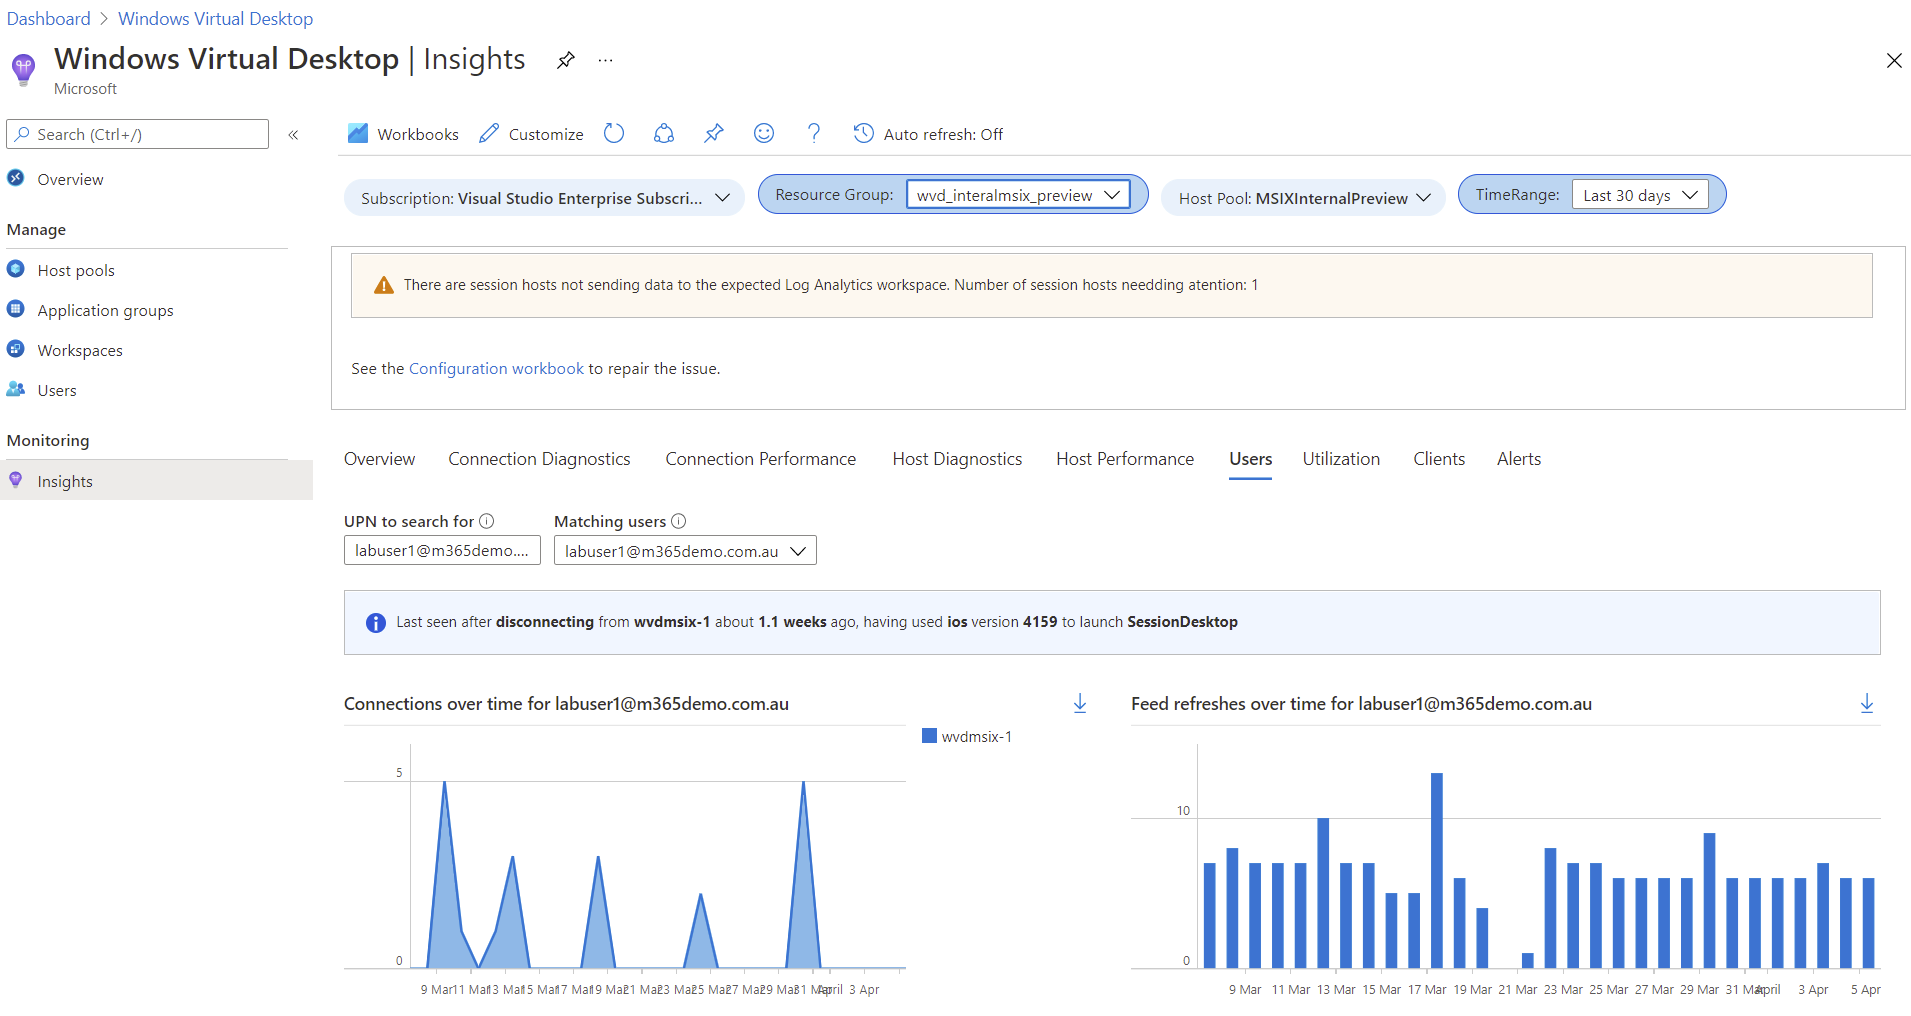 Dashboard > Windows Virtual Desktop
Windows Virtual Desktop | Insights
Microsoft
Search (Ctrl+/)
Overview
Manage
Host pools
Application groups
Workspaces
Users
Monitoring
Insights
Workbooks Customize Auto refresh: Off
Subscription: Visual Studio Enterprise Subscri... Resource Group: wvd_interalmsix_preview Host Pool: MSIXInternalPreview TimeRange: Last 30 days
There are session hosts not sending data to the expected Log Analytics workspace. Number of session hosts needding atention: 1
See the Configuration workbook to repair the issue.
Overview Connection Diagnostics Connection Performance Host Diagnostics Host Performance Users Utilization Clients Alerts
UPN to search for Matching users
labuser1@m365demo.... labuser1@m365demo.com.au
Last seen after disconnecting from wvdmsix-1 about 1.1 weeks ago, having used ios version 4159 to launch SessionDesktop
Connections over time for labuser1@m365demo.com.au
wvdmsix-1
5
0
9 Mar 11 Mar 13 Mar 15 Mar 17 Mar 19 Mar 21 Mar 23 Mar 25 Mar 27 Mar 29 Mar 31 Mar April 3 Apr
Feed refreshes over time for labuser1@m365demo.com.au
10
0
9 Mar 11 Mar 13 Mar 15 Mar 17 Mar 19 Mar 21 Mar 23 Mar 25 Mar 27 Mar 29 Mar 31 Mar April 3 Apr 5 Apr